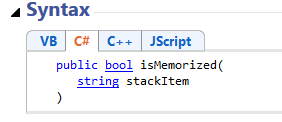 Syntax
VB C# C++ JScript
public bool isMemorized(
string stackItem
)